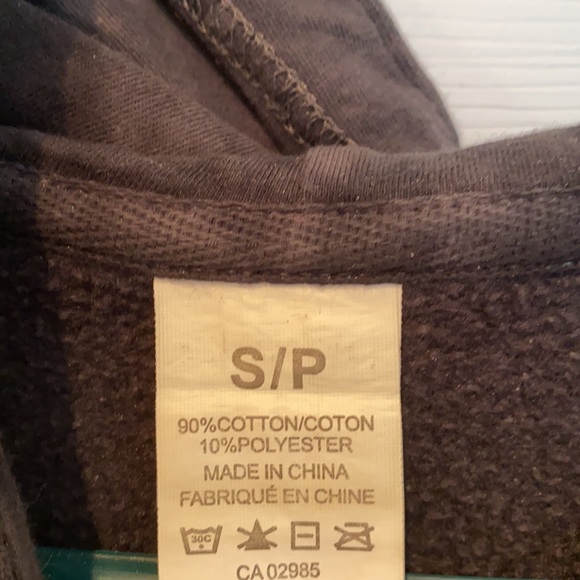 S/P
90%COTTON/COTON
10%POLYESTER
MADE IN CHINA
FABRIQUÉ EN CHINE
30C
CA 02985